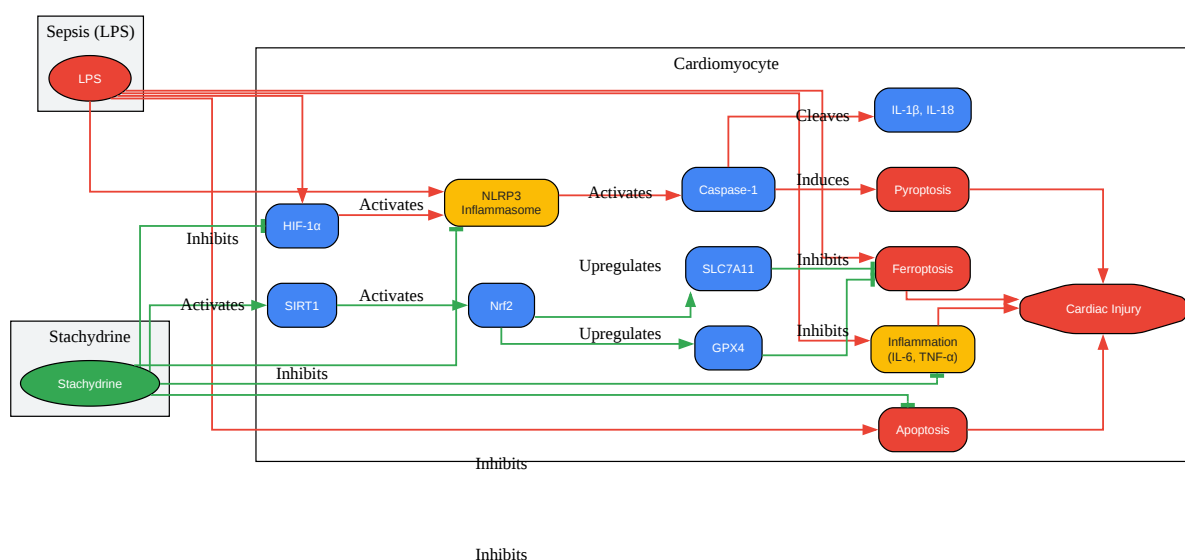 Sepsis (LPS)
LPS
Cardiomyocyte
Cleaves
IL-1β, IL-18
NLRP3
Inflammasome
Activates
Caspase-1
Induces
Pyroptosis
HIF-1α
Activates
Inhibits
Upregulates
SLC7A11
Inhibits
Ferroptosis
Activates
SIRT1
Activates
Nrf2
Cardiac Injury
Stachydrine
Stachydrine
Upregulates
GPX4
Inhibits
Inflammation
(IL-6, TNF-α)
Inhibits
Apoptosis
Inhibits
Inhibits